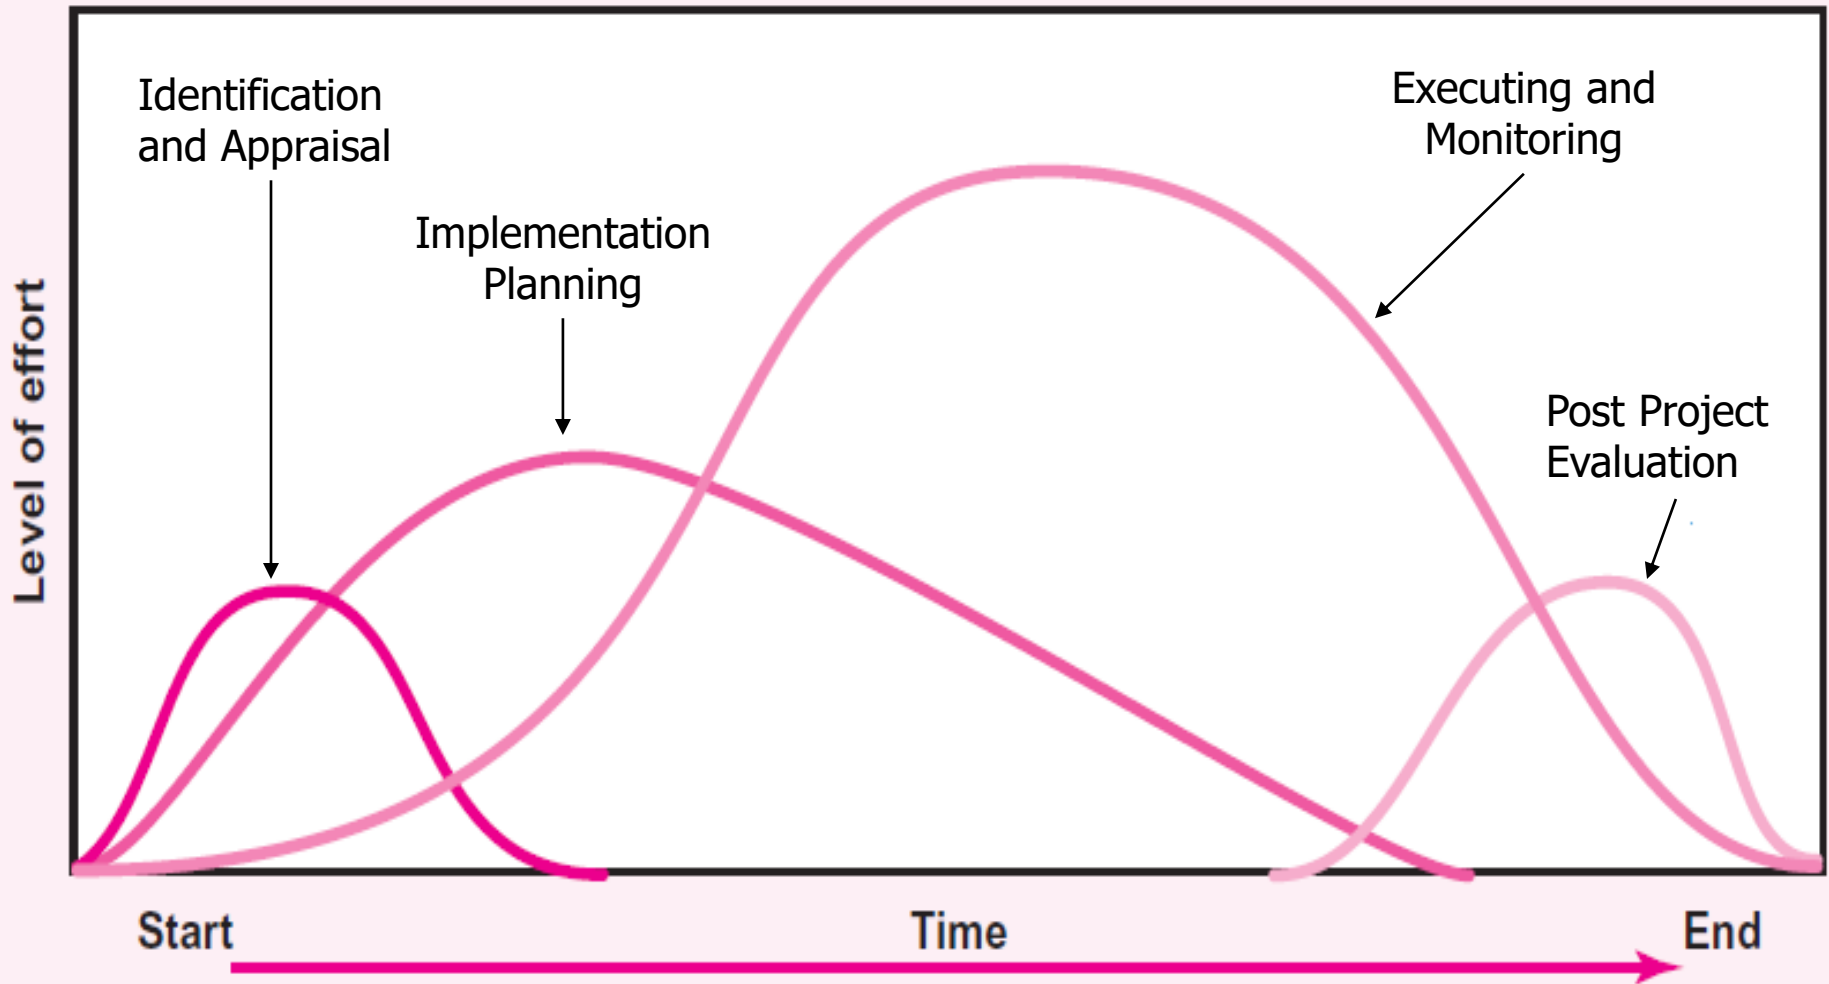 Identification
and Appraisal
Implementation
Planning
Executing and
Monitoring
Post Project
Evaluation
Level of effort
Start
Time
End